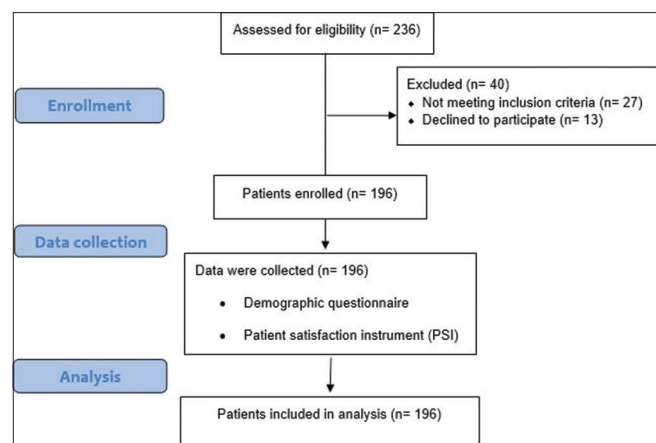 Assessed for eligibility (n= 236)
Enrollment
Excluded (n= 40)
◆ Not meeting inclusion criteria (n= 27)
◆ Declined to participate (n= 13)
Patients enrolled (n= 196)
Data collection
Data were collected (n= 196)
• Demographic questionnaire
• Patient satisfaction instrument (PSI)
Analysis
Patients included in analysis (n= 196)